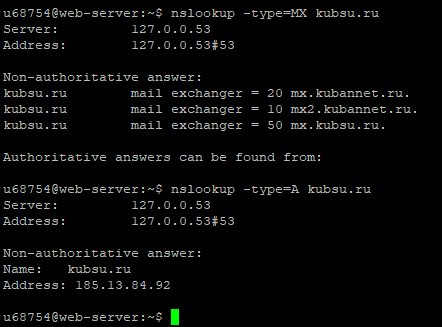 u68754@web-server:~$ nslookup -type=MX kubsu.ru
Server:         127.0.0.53
Address:        127.0.0.53#53

Non-authoritative answer:
kubsu.ru        mail exchanger = 20 mx.kubannet.ru.
kubsu.ru        mail exchanger = 10 mx2.kubannet.ru.
kubsu.ru        mail exchanger = 50 mx.kubsu.ru.

Authoritative answers can be found from:

u68754@web-server:~$ nslookup -type=A kubsu.ru
Server:         127.0.0.53
Address:        127.0.0.53#53

Non-authoritative answer:
Name:   kubsu.ru
Address: 185.13.84.92

u68754@web-server:~$